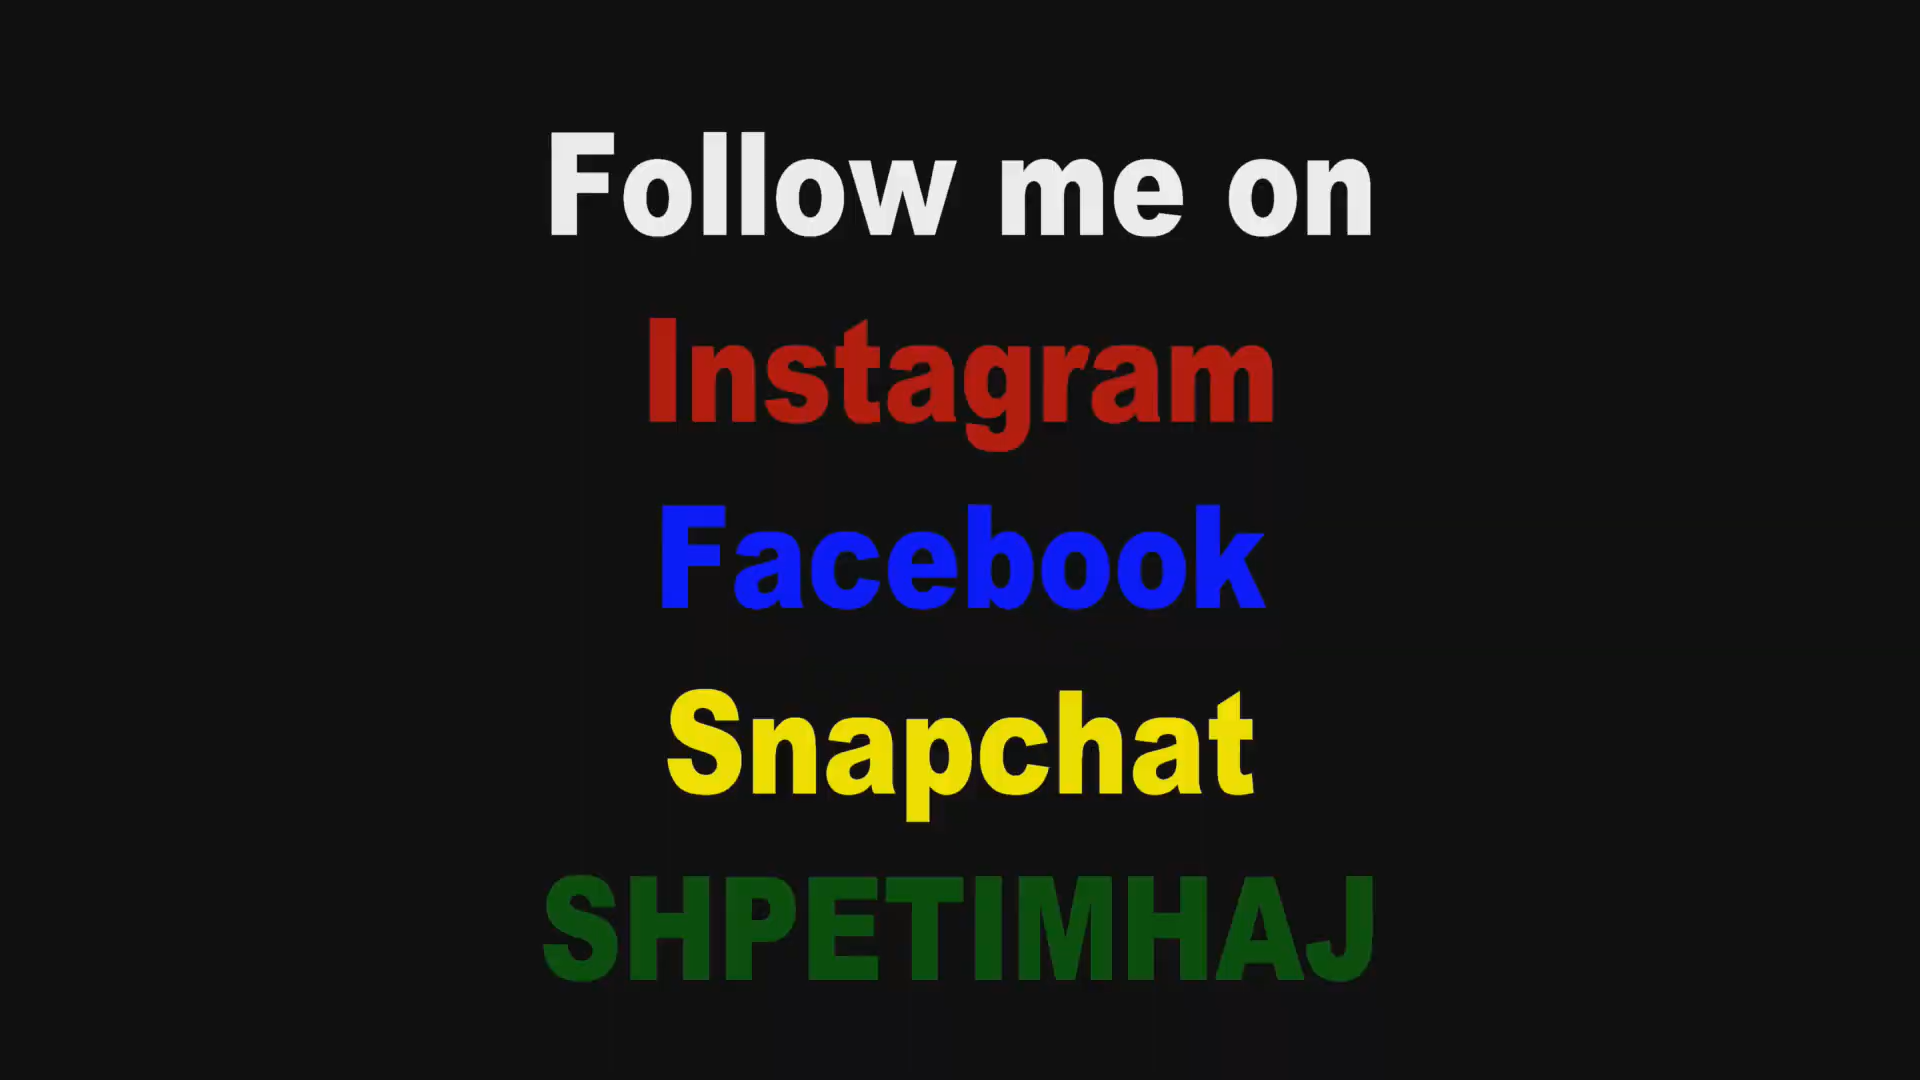 Follow me on
Instagram
Facebook
Snapchat
SHPETIMHAJ